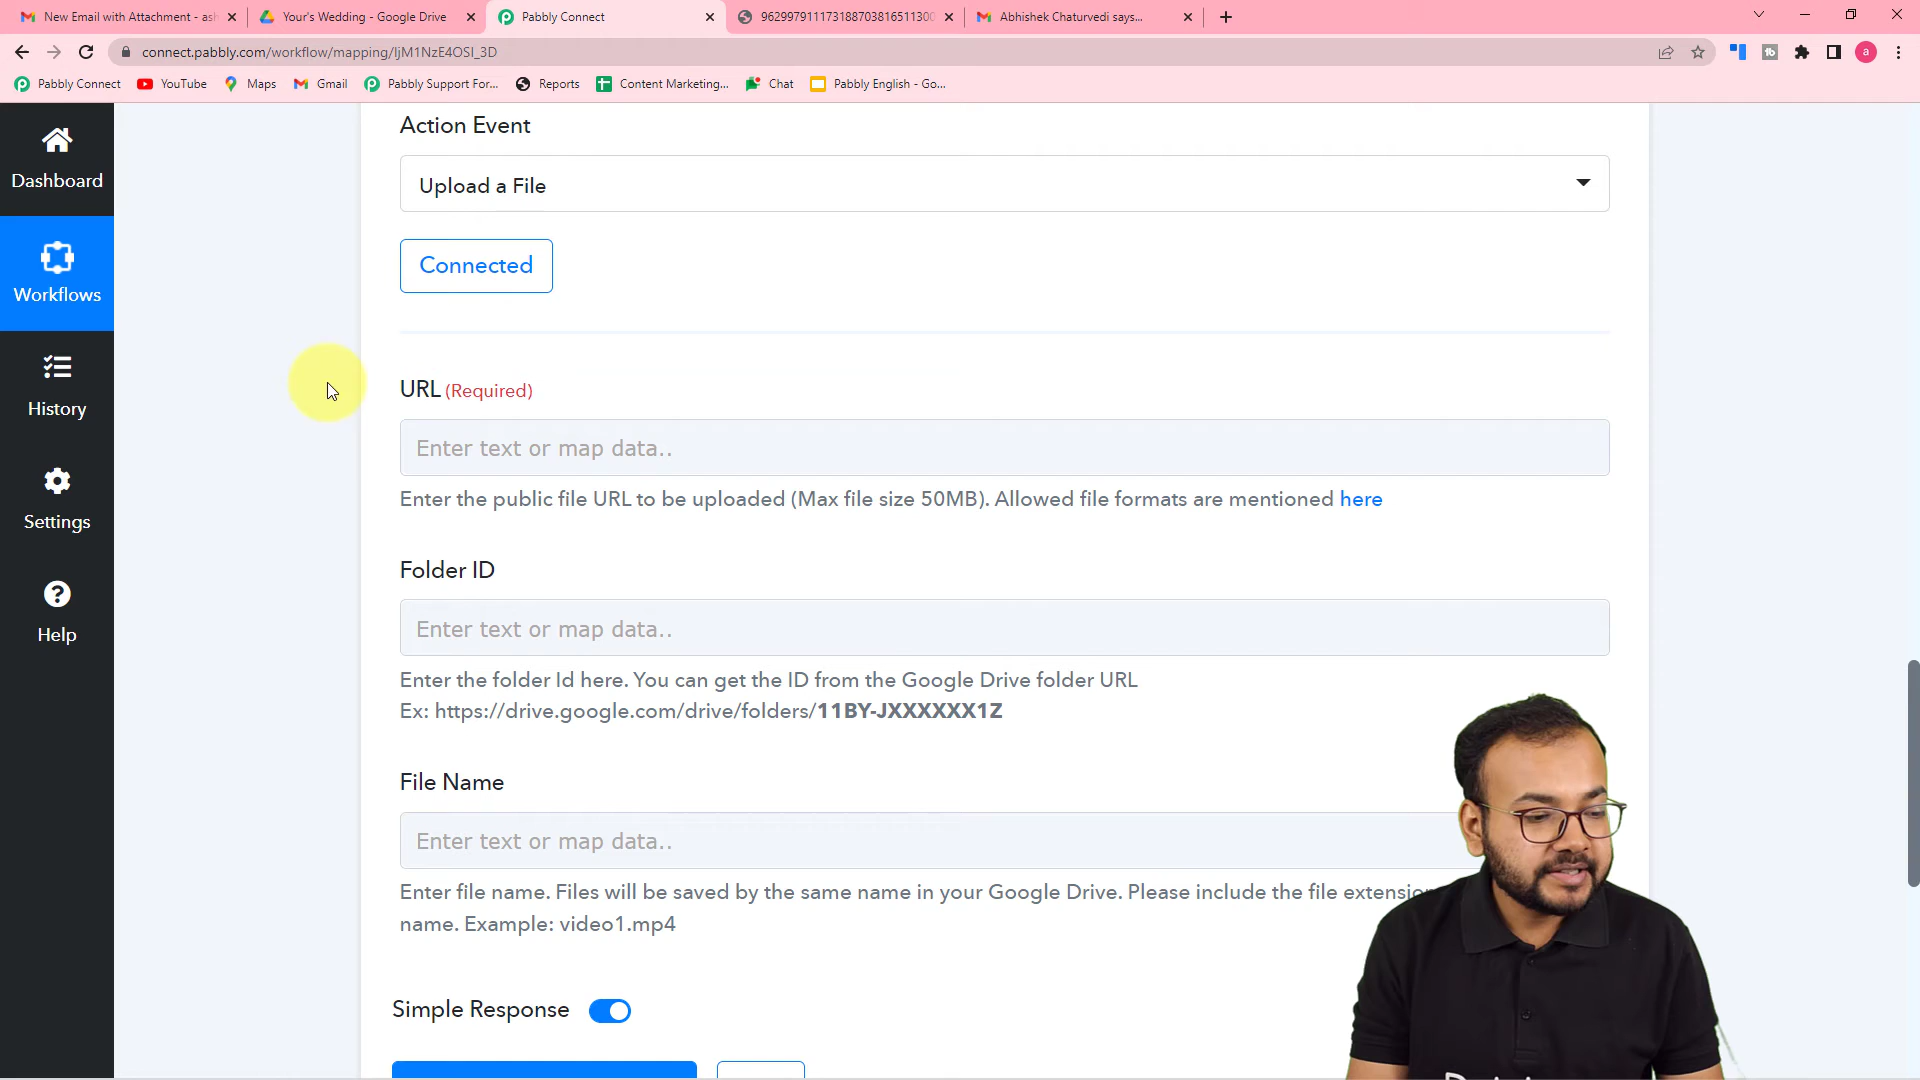 New Email with Attachment - ash
Your's Wedding - Google Drive
Pabbly Connect
Abhishek Chaturvedi says...
connect.pabbly.com/workflow/mapping/IjM1NzE4OSI_3D
Pabbly Connect
YouTube
Maps
Gmail
Pabbly Support For...
Reports
Content Marketing...
Chat
Pabbly English - Go...
Dashboard
Workflows
History
Settings
Help
Action Event
Upload a File
Connected
URL (Required)
Enter text or map data..
Enter the public file URL to be uploaded (Max file size 50MB). Allowed file formats are mentioned here
Folder ID
Enter text or map data..
Enter the folder Id here. You can get the ID from the Google Drive folder URL
Ex: https://drive.google.com/drive/folders/11BY-JXXXXXX1Z
File Name
Enter text or map data..
Enter file name. Files will be saved by the same name in your Google Drive. Please include the file extension
name. Example: video1.mp4
Simple Response